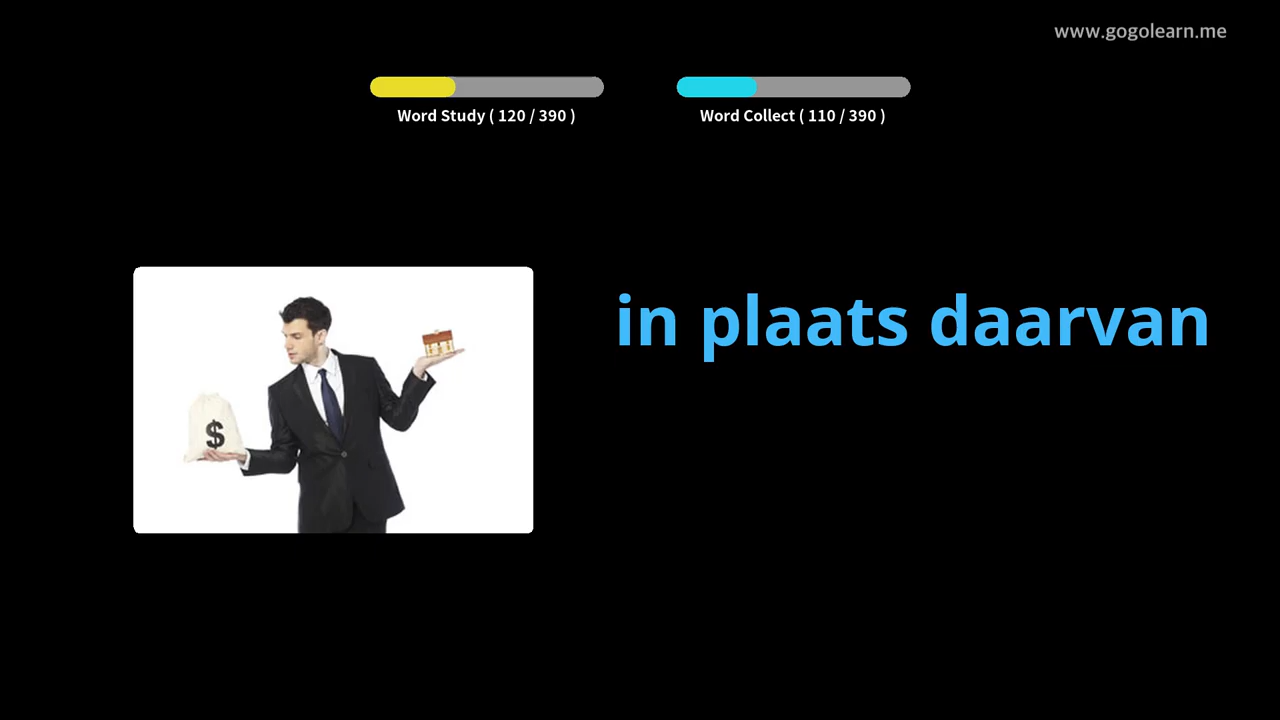 www.gogolearn.me
Word Study ( 120 / 390 )
Word Collect ( 110 / 390 )
in plaats daarvan
$